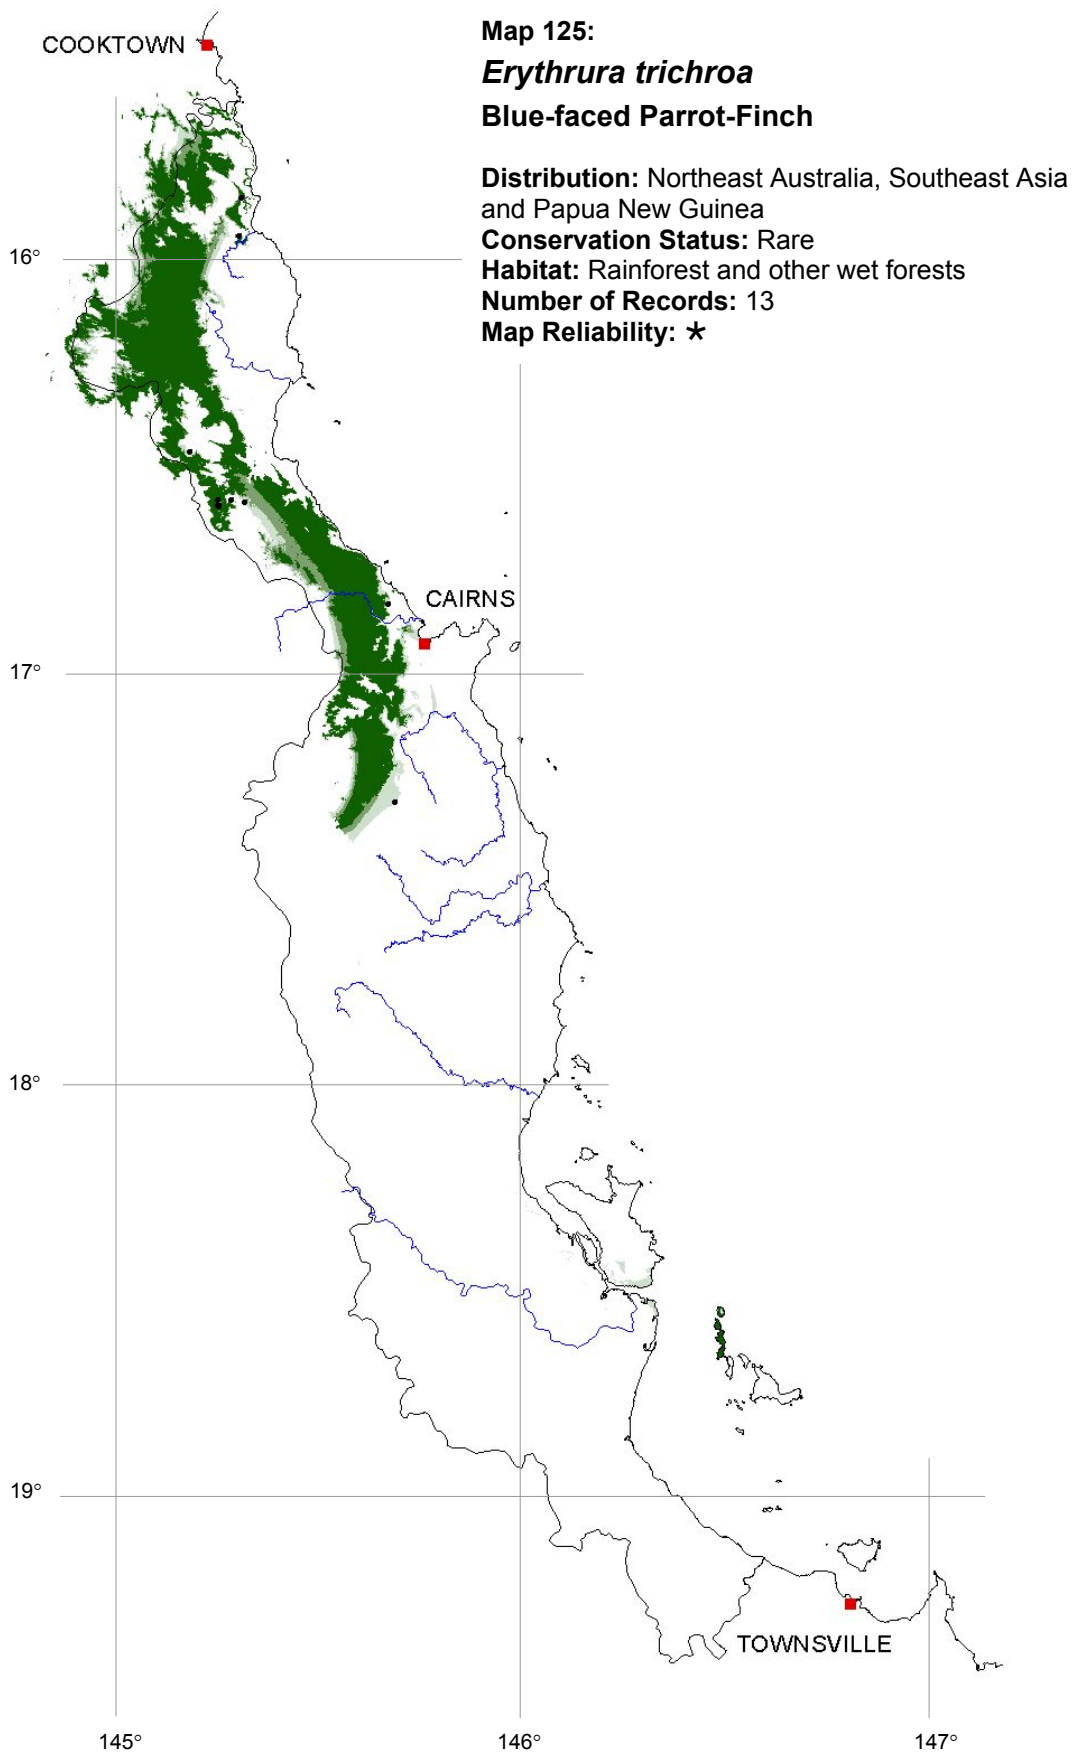 COOKTOWN
Map 125:
Erythrura trichroa
Blue-faced Parrot-Finch
Distribution: Northeast Australia, Southeast Asia
and Papua New Guinea
Conservation Status: Rare
Habitat: Rainforest and other wet forests
Number of Records: 13
Map Reliability: *
16°
CAIRNS
17°
18°
19°
TOWNSVILLE
145°
146°
147°